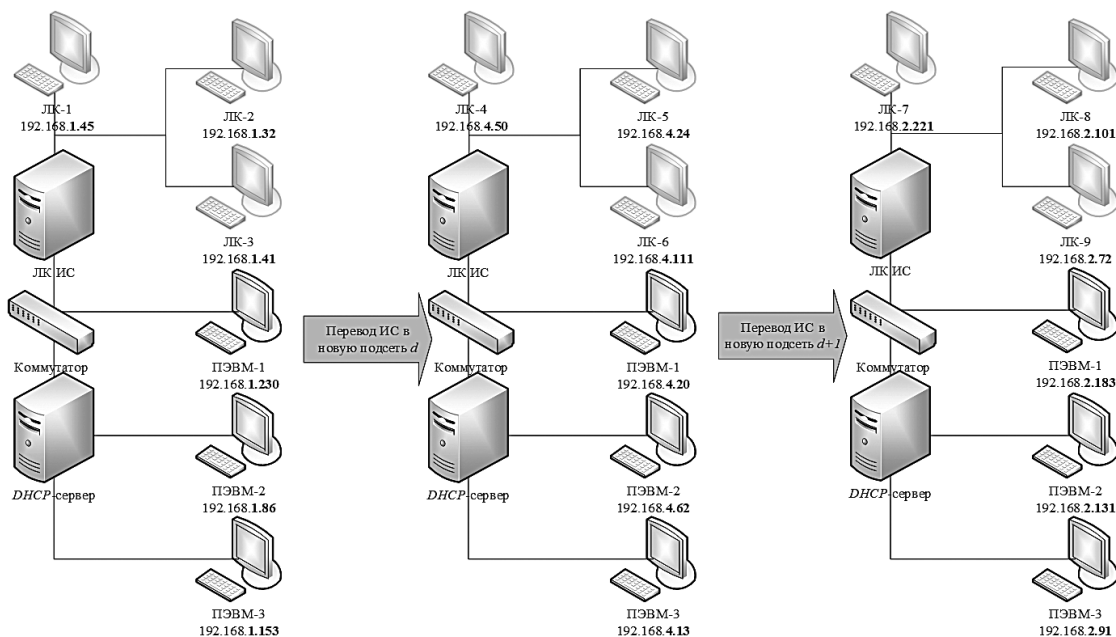 ЛК-1
192.168.1.45
ЛК-2
192.168.1.32
ЛК-3
192.168.1.41
ЛК ИС
Коммутатор
ПЭВМ-1
192.168.1.230
DHCP-сервер
ПЭВМ-2
192.168.1.86
ПЭВМ-3
192.168.1.153
Перевод ИС в
новую подсеть d
ЛК-4
192.168.4.50
ЛК-5
192.168.4.24
ЛК-6
192.168.4.111
ЛК ИС
Коммутатор
ПЭВМ-1
192.168.4.20
DHCP-сервер
ПЭВМ-2
192.168.4.62
ПЭВМ-3
192.168.4.13
Перевод ИС в
новую подсеть d+1
ЛК-7
192.168.2.221
ЛК-8
192.168.2.101
ЛК-9
192.168.2.72
ЛК ИС
Коммутатор
ПЭВМ-1
192.168.2.183
DHCP-сервер
ПЭВМ-2
192.168.2.131
ПЭВМ-3
192.168.2.91